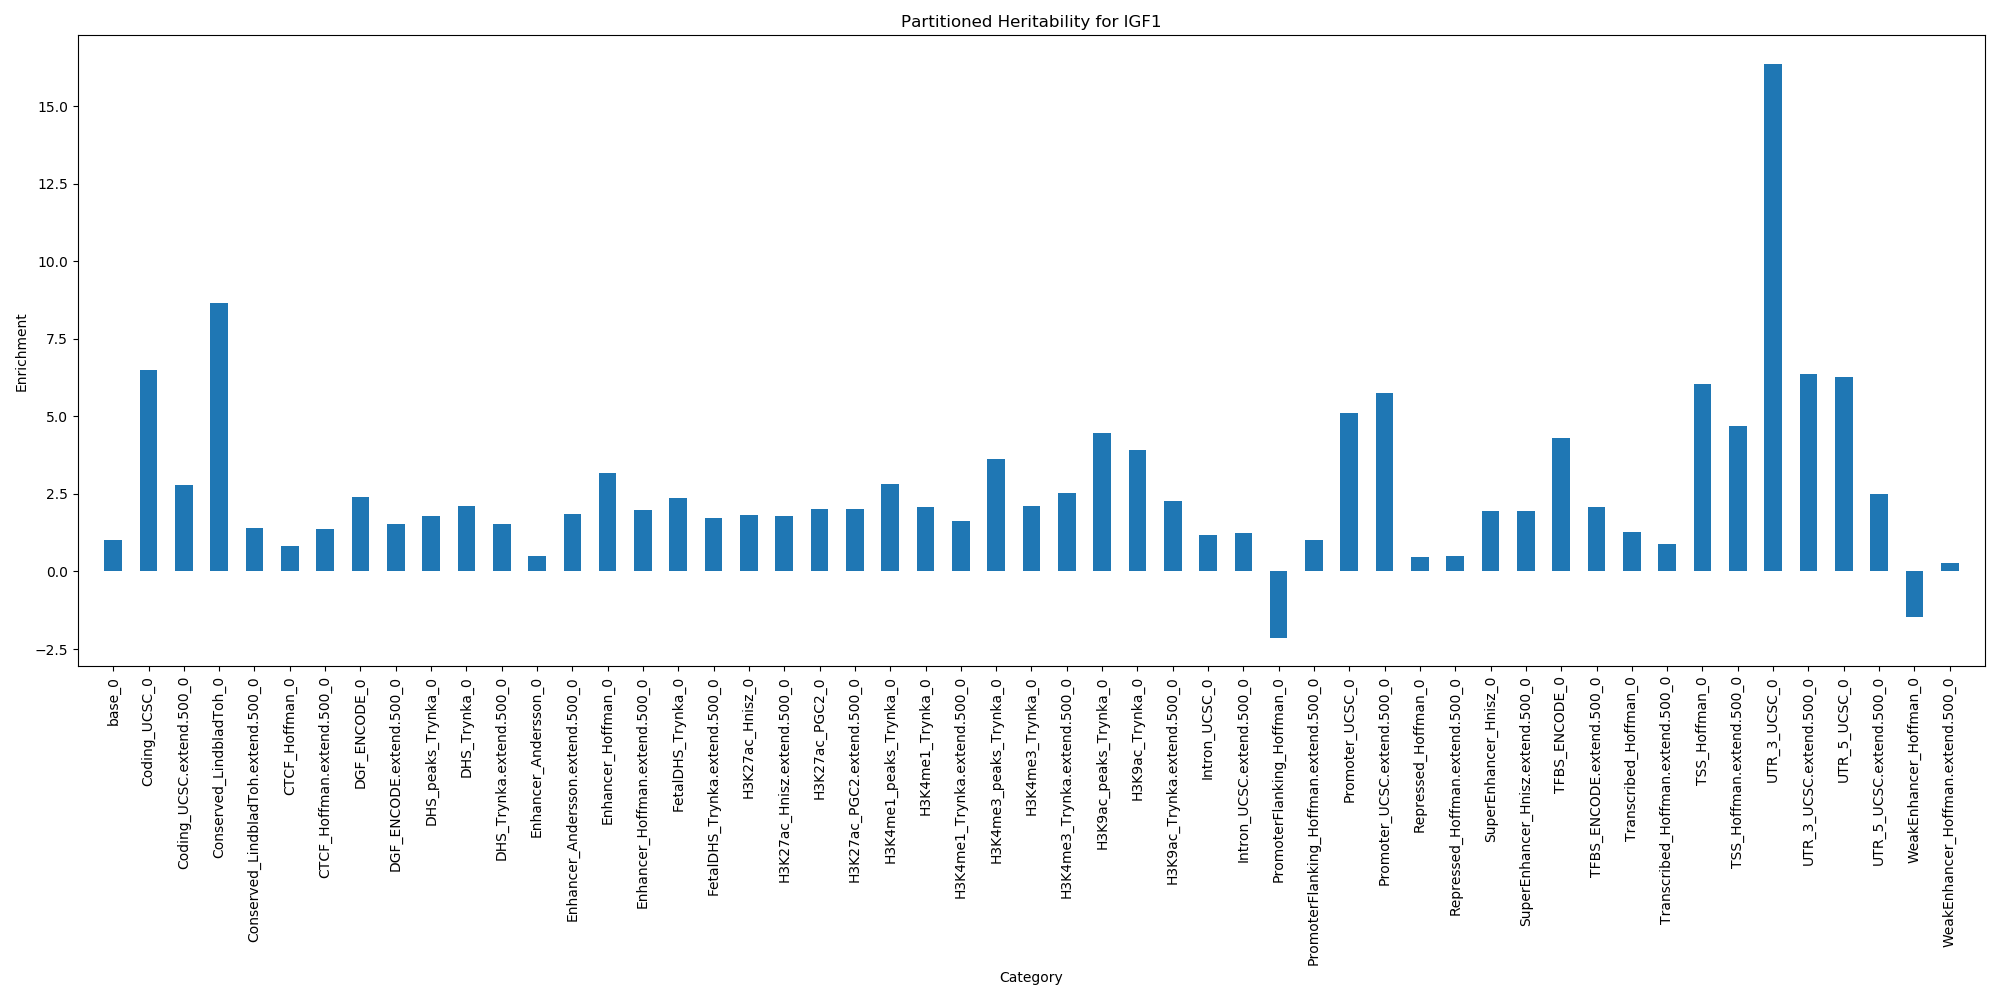 Partitioned Heritability for IGF1
Enrichment
15.0
12.5
10.0
7.5
5.0
2.5
0.0
−2.5
base_0
Coding_UCSC_0
Coding_UCSC.extend.500_0
Conserved_LindbladToh_0
Conserved_LindbladToh.extend.500_0
CTCF_Hoffman_0
CTCF_Hoffman.extend.500_0
DGF_ENCODE_0
DGF_ENCODE.extend.500_0
DHS_peaks_Trynka_0
DHS_Trynka_0
DHS_Trynka.extend.500_0
Enhancer_Andersson_0
Enhancer_Andersson.extend.500_0
Enhancer_Hoffman_0
Enhancer_Hoffman.extend.500_0
FetalDHS_Trynka_0
FetalDHS_Trynka.extend.500_0
H3K27ac_Hnisz_0
H3K27ac_Hnisz.extend.500_0
H3K27ac_PGC2_0
H3K27ac_PGC2.extend.500_0
H3K4me1_peaks_Trynka_0
H3K4me1_Trynka_0
H3K4me1_Trynka.extend.500_0
H3K4me3_peaks_Trynka_0
H3K4me3_Trynka_0
H3K4me3_Trynka.extend.500_0
H3K9ac_peaks_Trynka_0
H3K9ac_Trynka_0
H3K9ac_Trynka.extend.500_0
Intron_UCSC_0
Intron_UCSC.extend.500_0
PromoterFlanking_Hoffman_0
PromoterFlanking_Hoffman.extend.500_0
Promoter_UCSC_0
Promoter_UCSC.extend.500_0
Repressed_Hoffman_0
Repressed_Hoffman.extend.500_0
SuperEnhancer_Hnisz_0
SuperEnhancer_Hnisz.extend.500_0
TFBS_ENCODE_0
TFBS_ENCODE.extend.500_0
Transcribed_Hoffman_0
Transcribed_Hoffman.extend.500_0
TSS_Hoffman_0
TSS_Hoffman.extend.500_0
UTR_3_UCSC_0
UTR_3_UCSC.extend.500_0
UTR_5_UCSC_0
UTR_5_UCSC.extend.500_0
WeakEnhancer_Hoffman_0
WeakEnhancer_Hoffman.extend.500_0
Category